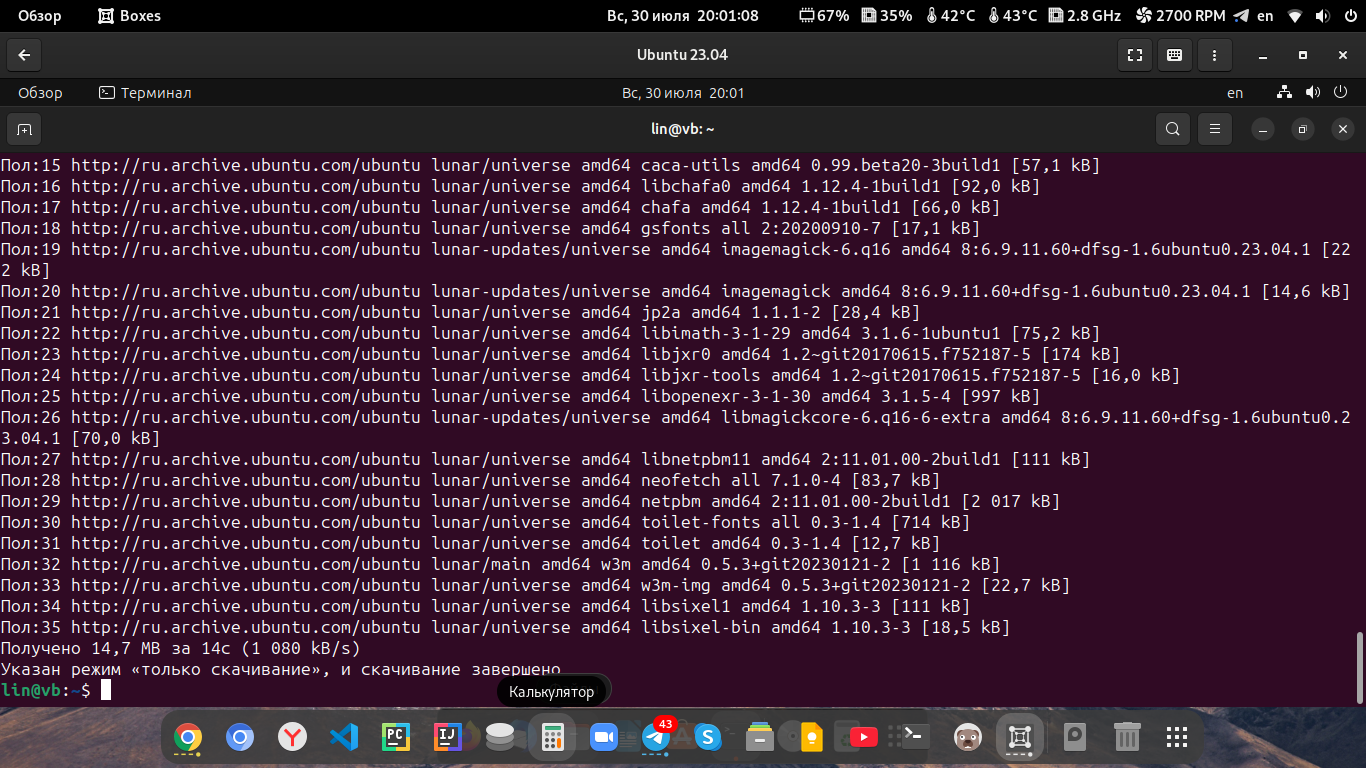 Обзор Boxes Вс, 30 июля 20:01:08 67% 35% 42°C 43°C 2.8 GHz 2700 RPM en
Ubuntu 23.04
Обзор Терминал Вс, 30 июля 20:01 en
lin@vb: ~
Пол:15 http://ru.archive.ubuntu.com/ubuntu lunar/universe amd64 caca-utils amd64 0.99.beta20-3build1 [57,1 kB]
Пол:16 http://ru.archive.ubuntu.com/ubuntu lunar/universe amd64 libchafa0 amd64 1.12.4-1build1 [92,0 kB]
Пол:17 http://ru.archive.ubuntu.com/ubuntu lunar/universe amd64 chafa amd64 1.12.4-1build1 [66,0 kB]
Пол:18 http://ru.archive.ubuntu.com/ubuntu lunar/universe amd64 gsfonts all 2:20200910-7 [17,1 kB]
Пол:19 http://ru.archive.ubuntu.com/ubuntu lunar-updates/universe amd64 imagemagick-6.q16 amd64 8:6.9.11.60+dfsg-1.6ubuntu0.23.04.1 [22
2 kB]
Пол:20 http://ru.archive.ubuntu.com/ubuntu lunar-updates/universe amd64 imagemagick amd64 8:6.9.11.60+dfsg-1.6ubuntu0.23.04.1 [14,6 kB]
Пол:21 http://ru.archive.ubuntu.com/ubuntu lunar/universe amd64 jp2a amd64 1.1.1-2 [28,4 kB]
Пол:22 http://ru.archive.ubuntu.com/ubuntu lunar/universe amd64 libimath-3-1-29 amd64 3.1.6-1ubuntu1 [75,2 kB]
Пол:23 http://ru.archive.ubuntu.com/ubuntu lunar/universe amd64 libjxr0 amd64 1.2~git20170615.f752187-5 [174 kB]
Пол:24 http://ru.archive.ubuntu.com/ubuntu lunar/universe amd64 libjxr-tools amd64 1.2~git20170615.f752187-5 [16,0 kB]
Пол:25 http://ru.archive.ubuntu.com/ubuntu lunar/universe amd64 libopenexr-3-1-30 amd64 3.1.5-4 [997 kB]
Пол:26 http://ru.archive.ubuntu.com/ubuntu lunar-updates/universe amd64 libmagickcore-6.q16-6-extra amd64 8:6.9.11.60+dfsg-1.6ubuntu0.2
3.04.1 [70,0 kB]
Пол:27 http://ru.archive.ubuntu.com/ubuntu lunar/universe amd64 libnetpbm11 amd64 2:11.01.00-2build1 [111 kB]
Пол:28 http://ru.archive.ubuntu.com/ubuntu lunar/universe amd64 neofetch all 7.1.0-4 [83,7 kB]
Пол:29 http://ru.archive.ubuntu.com/ubuntu lunar/universe amd64 netpbm amd64 2:11.01.00-2build1 [2 017 kB]
Пол:30 http://ru.archive.ubuntu.com/ubuntu lunar/universe amd64 toilet-fonts all 0.3-1.4 [714 kB]
Пол:31 http://ru.archive.ubuntu.com/ubuntu lunar/universe amd64 toilet amd64 0.3-1.4 [12,7 kB]
Пол:32 http://ru.archive.ubuntu.com/ubuntu lunar/main amd64 w3m amd64 0.5.3+git20230121-2 [1 116 kB]
Пол:33 http://ru.archive.ubuntu.com/ubuntu lunar/universe amd64 w3m-img amd64 0.5.3+git20230121-2 [22,7 kB]
Пол:34 http://ru.archive.ubuntu.com/ubuntu lunar/universe amd64 libsixel1 amd64 1.10.3-3 [111 kB]
Пол:35 http://ru.archive.ubuntu.com/ubuntu lunar/universe amd64 libsixel-bin amd64 1.10.3-3 [18,5 kB]
Получено 14,7 MB за 14с (1 080 kB/s)
Указан режим «только скачивание», и скачивание завершено
lin@vb:~$
Калькулятор
PC IJ 43